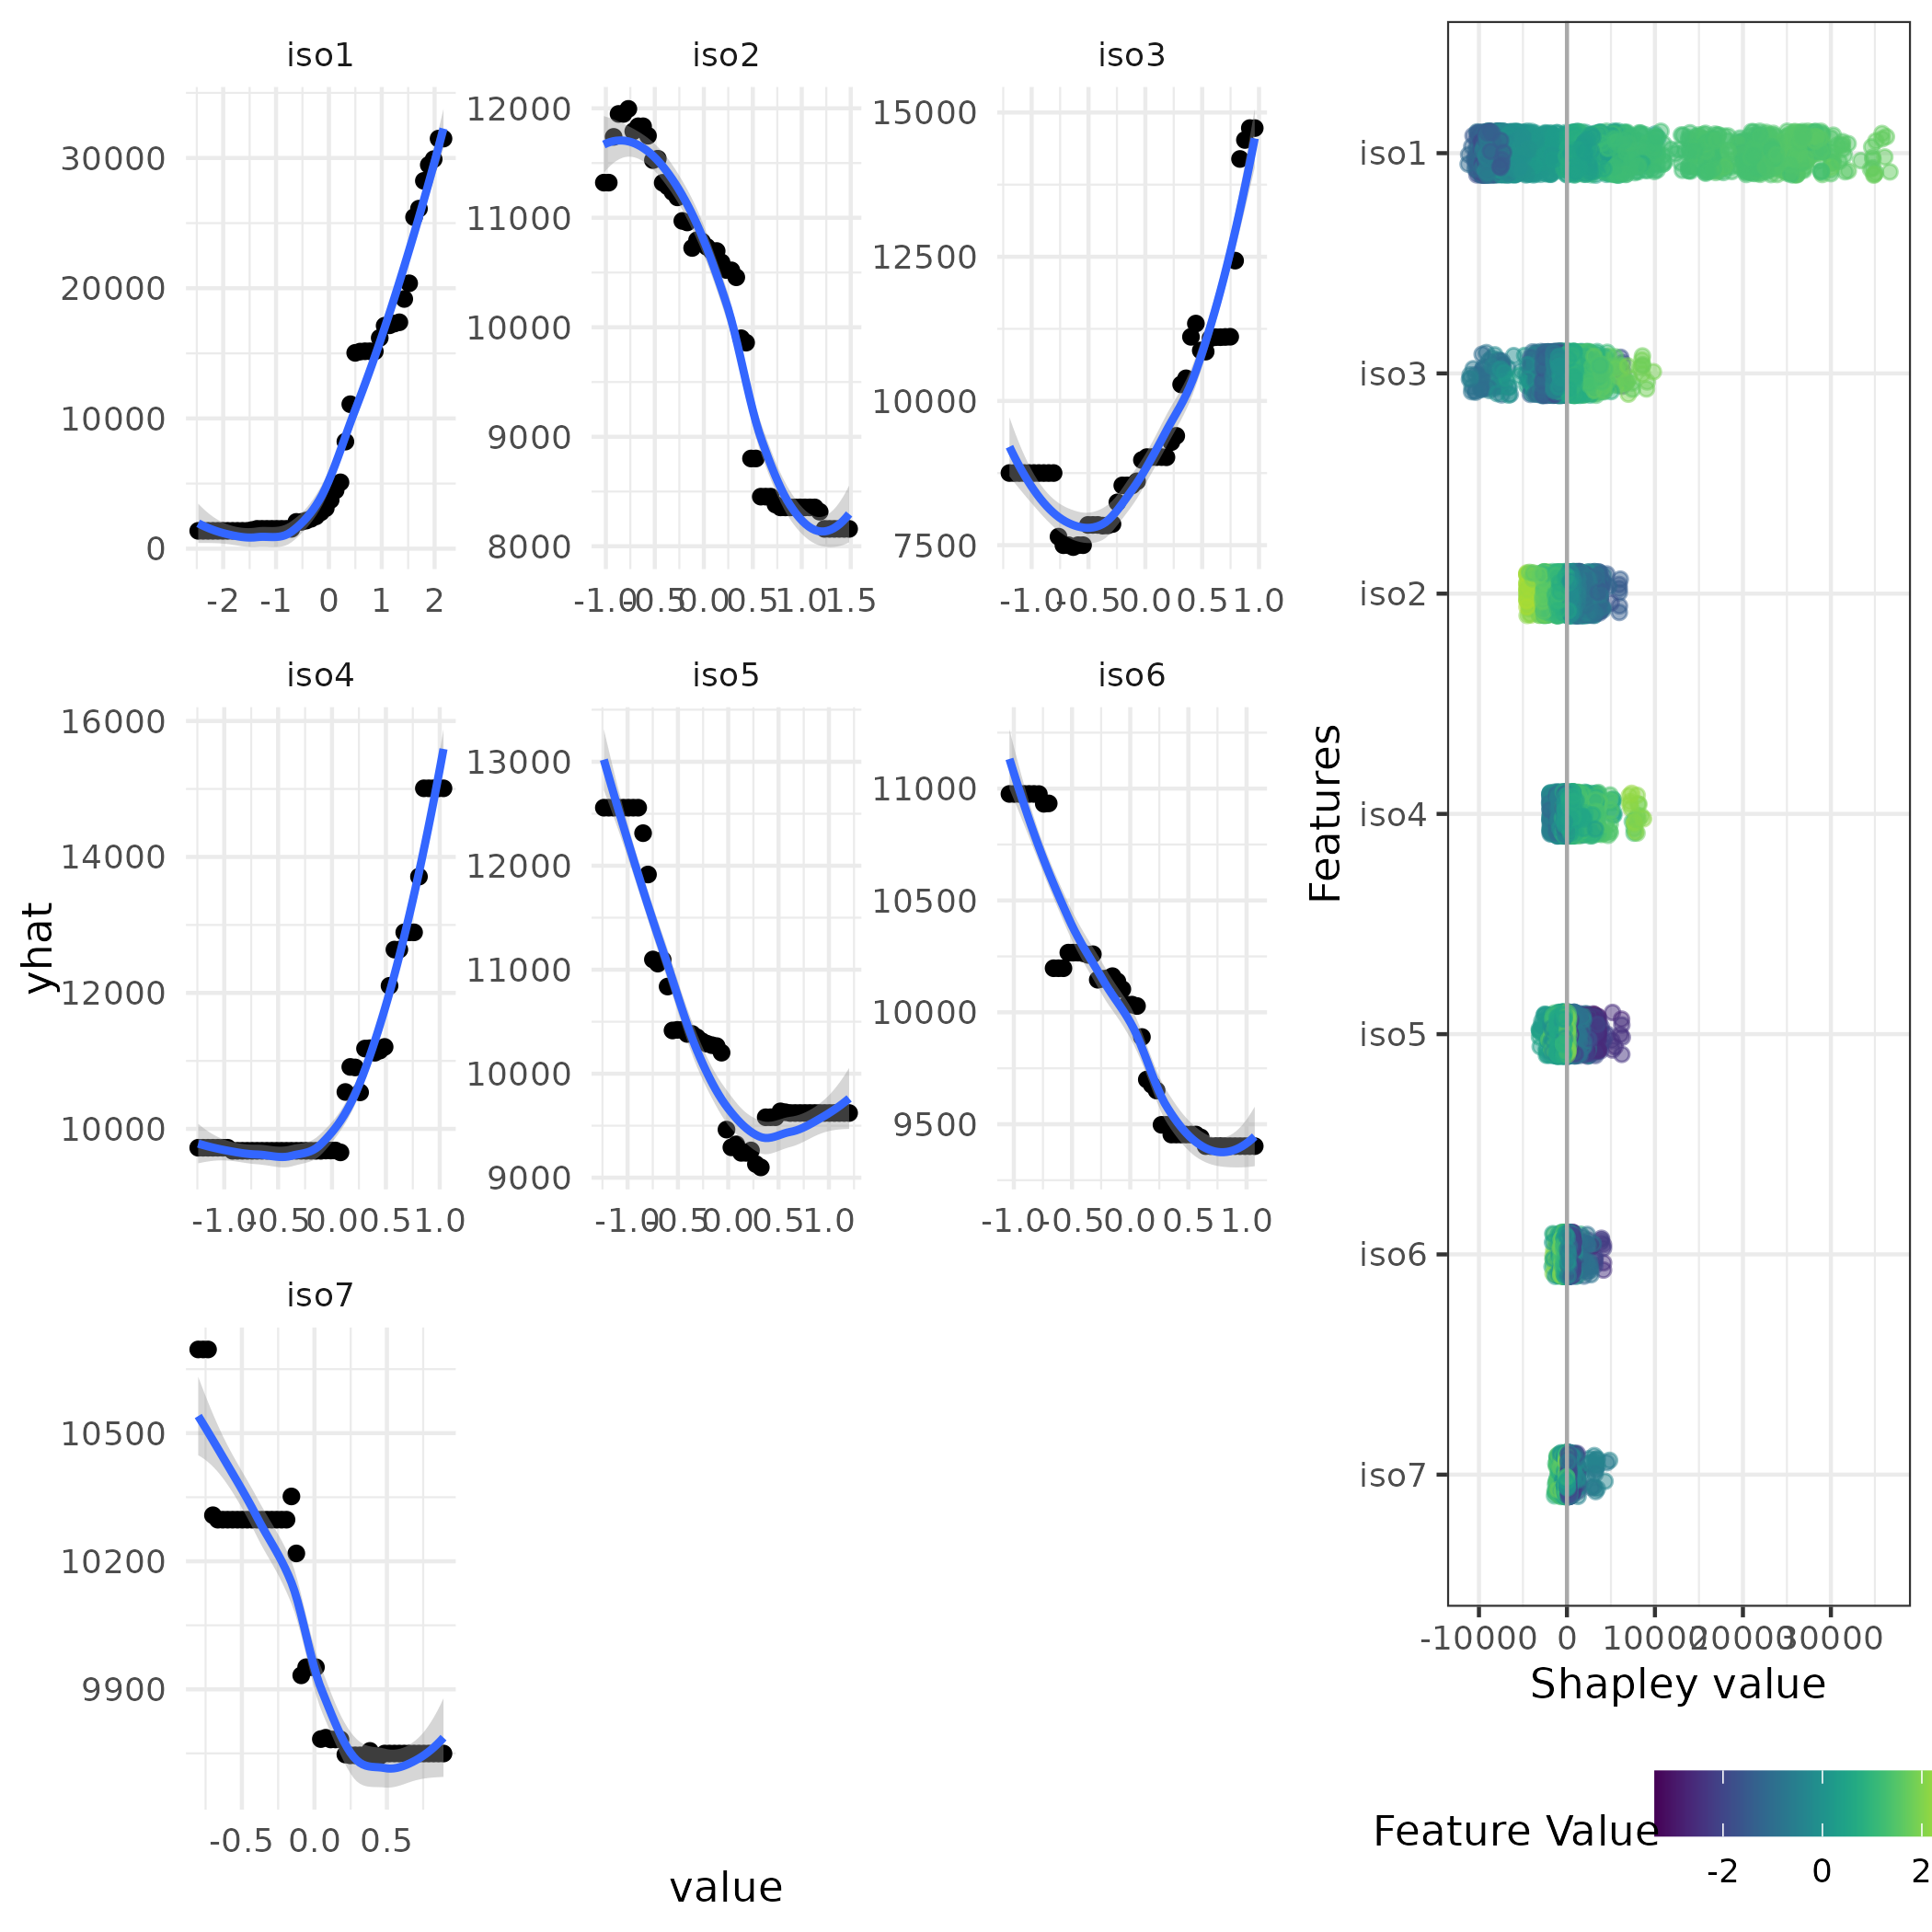 iso1
iso2
iso3
30000
20000
10000
0
12000
11000
10000
9000
8000
15000
12500
10000
7500
-2 -1 0 1 2
-1.0 -0.5 0.0 0.5 1.0 1.5
-1.0 -0.5 0.0 0.5 1.0
iso4
iso5
iso6
16000
14000
12000
10000
13000
12000
11000
10000
9000
11000
10500
10000
9500
-1.0 -0.5 0.0 0.5 1.0
-1.0 -0.5 0.0 0.5 1.0
-1.0 -0.5 0.0 0.5 1.0
iso7
10500
10200
9900
-0.5 0.0 0.5
yhat
value
Features
iso1
iso3
iso2
iso4
iso5
iso6
iso7
-10000 0 10000 20000 30000
Shapley value
Feature Value
-2 0 2